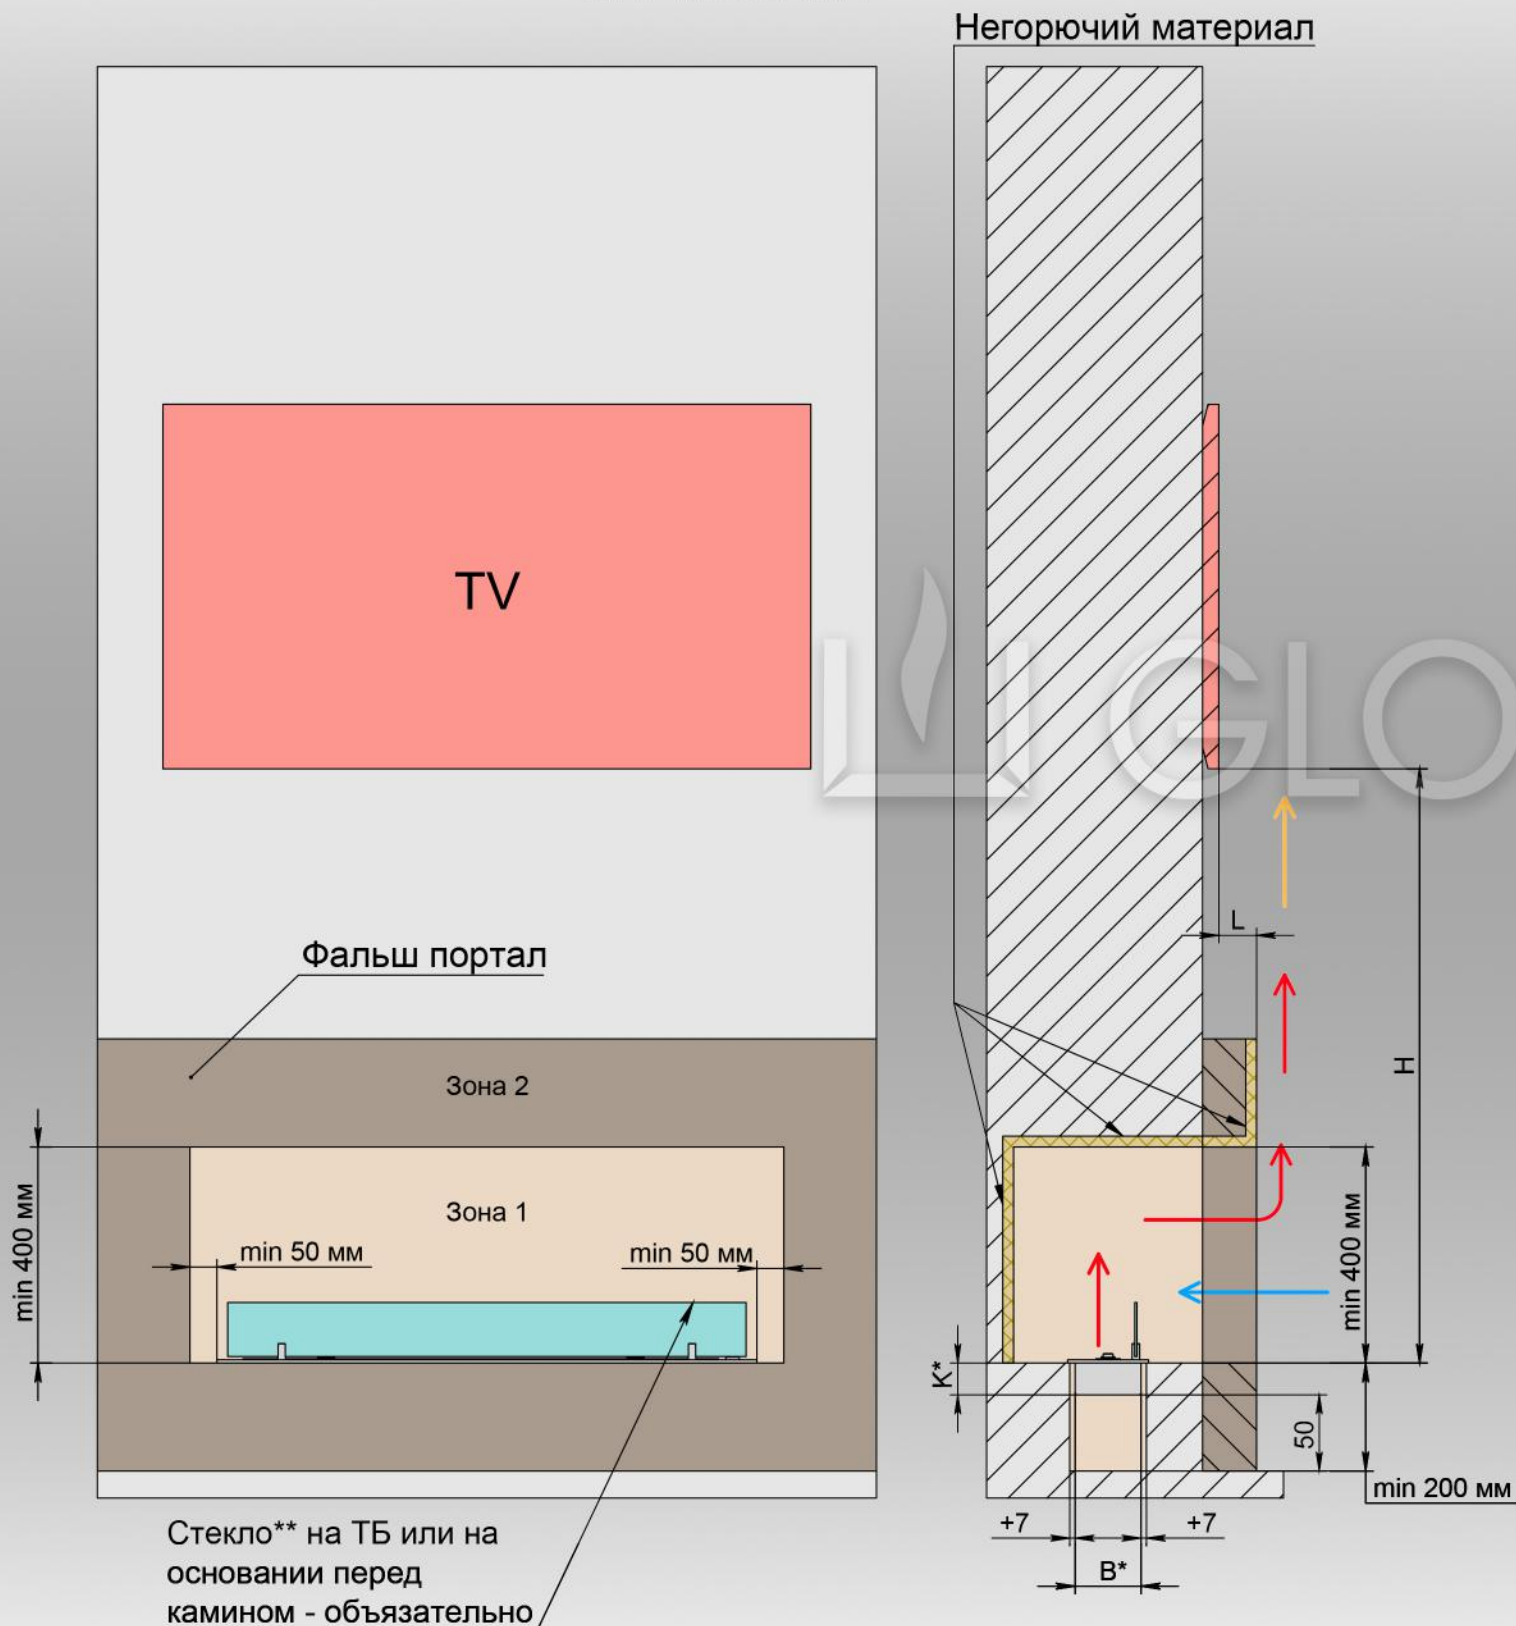 Негорючий материал
TV
GLO
L
Фальш портал
H
Зона 2
min 400 мм
Зона 1
min 50 мм
min 50 мм
min 400 мм
K*
50
min 200 мм
+7
+7
B*
Стекло** на ТБ или на
основании перед
камином - объязательно